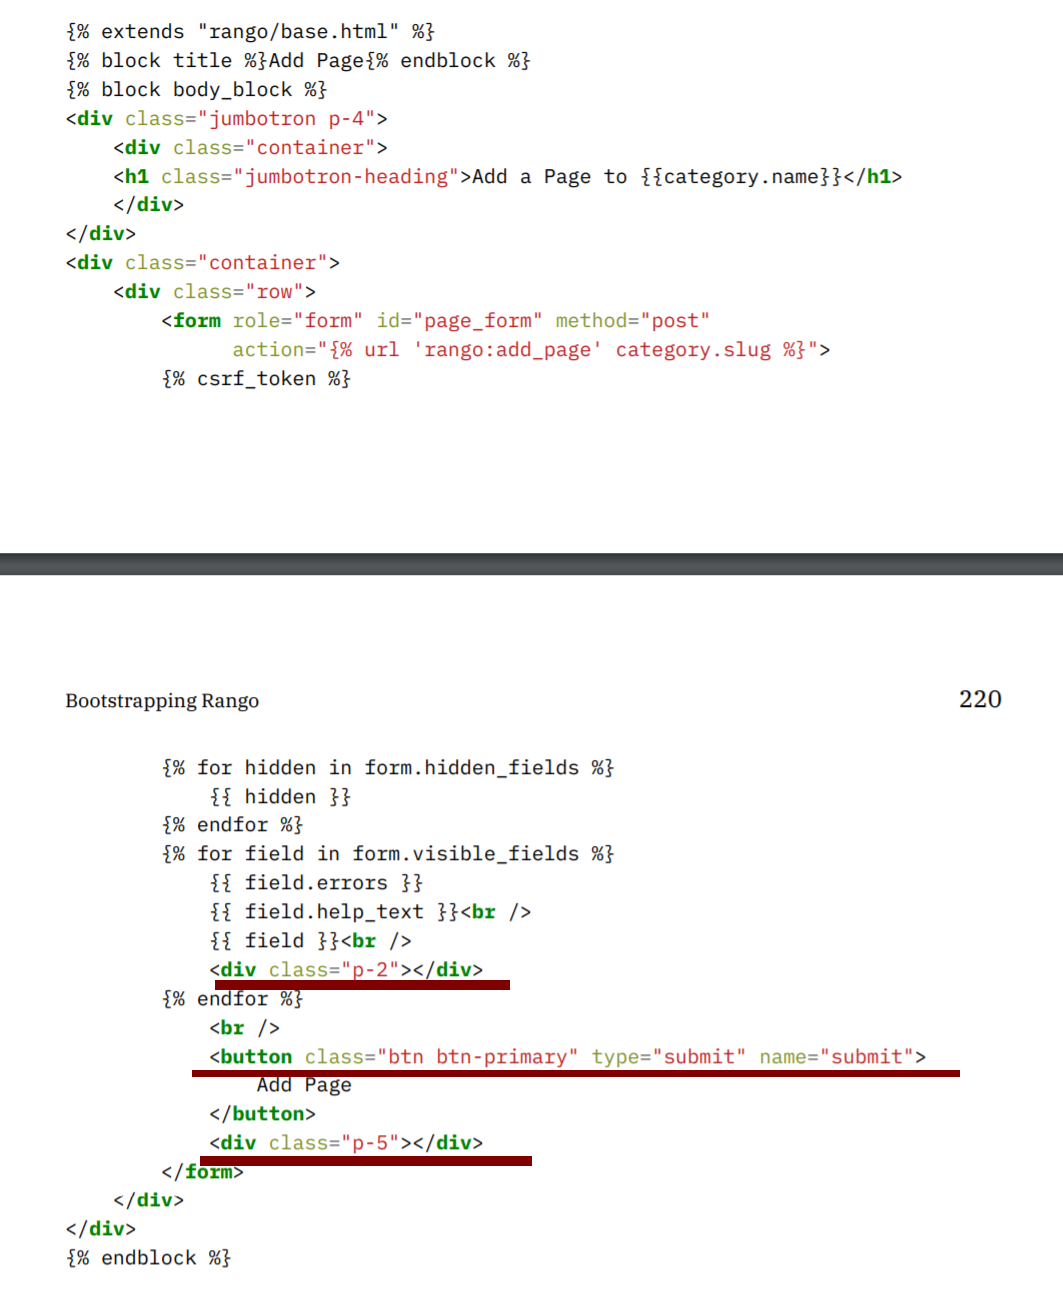 {% extends "rango/base.html" %}
{% block title %}Add Page{% endblock %}
{% block body_block %}
<div class="jumbotron p-4">
    <div class="container">
    <h1 class="jumbotron-heading">Add a Page to {{category.name}}</h1>
    </div>
</div>
<div class="container">
    <div class="row">
        <form role="form" id="page_form" method="post"
              action="{% url 'rango:add_page' category.slug %}">
        {% csrf_token %}
Bootstrapping Rango 220
        {% for hidden in form.hidden_fields %}
            {{ hidden }}
        {% endfor %}
        {% for field in form.visible_fields %}
            {{ field.errors }}
            {{ field.help_text }}<br />
            {{ field }}<br />
            <div class="p-2"></div>
        {% endfor %}
            <br />
            <button class="btn btn-primary" type="submit" name="submit">
                Add Page
            </button>
            <div class="p-5"></div>
        </form>
    </div>
</div>
{% endblock %}